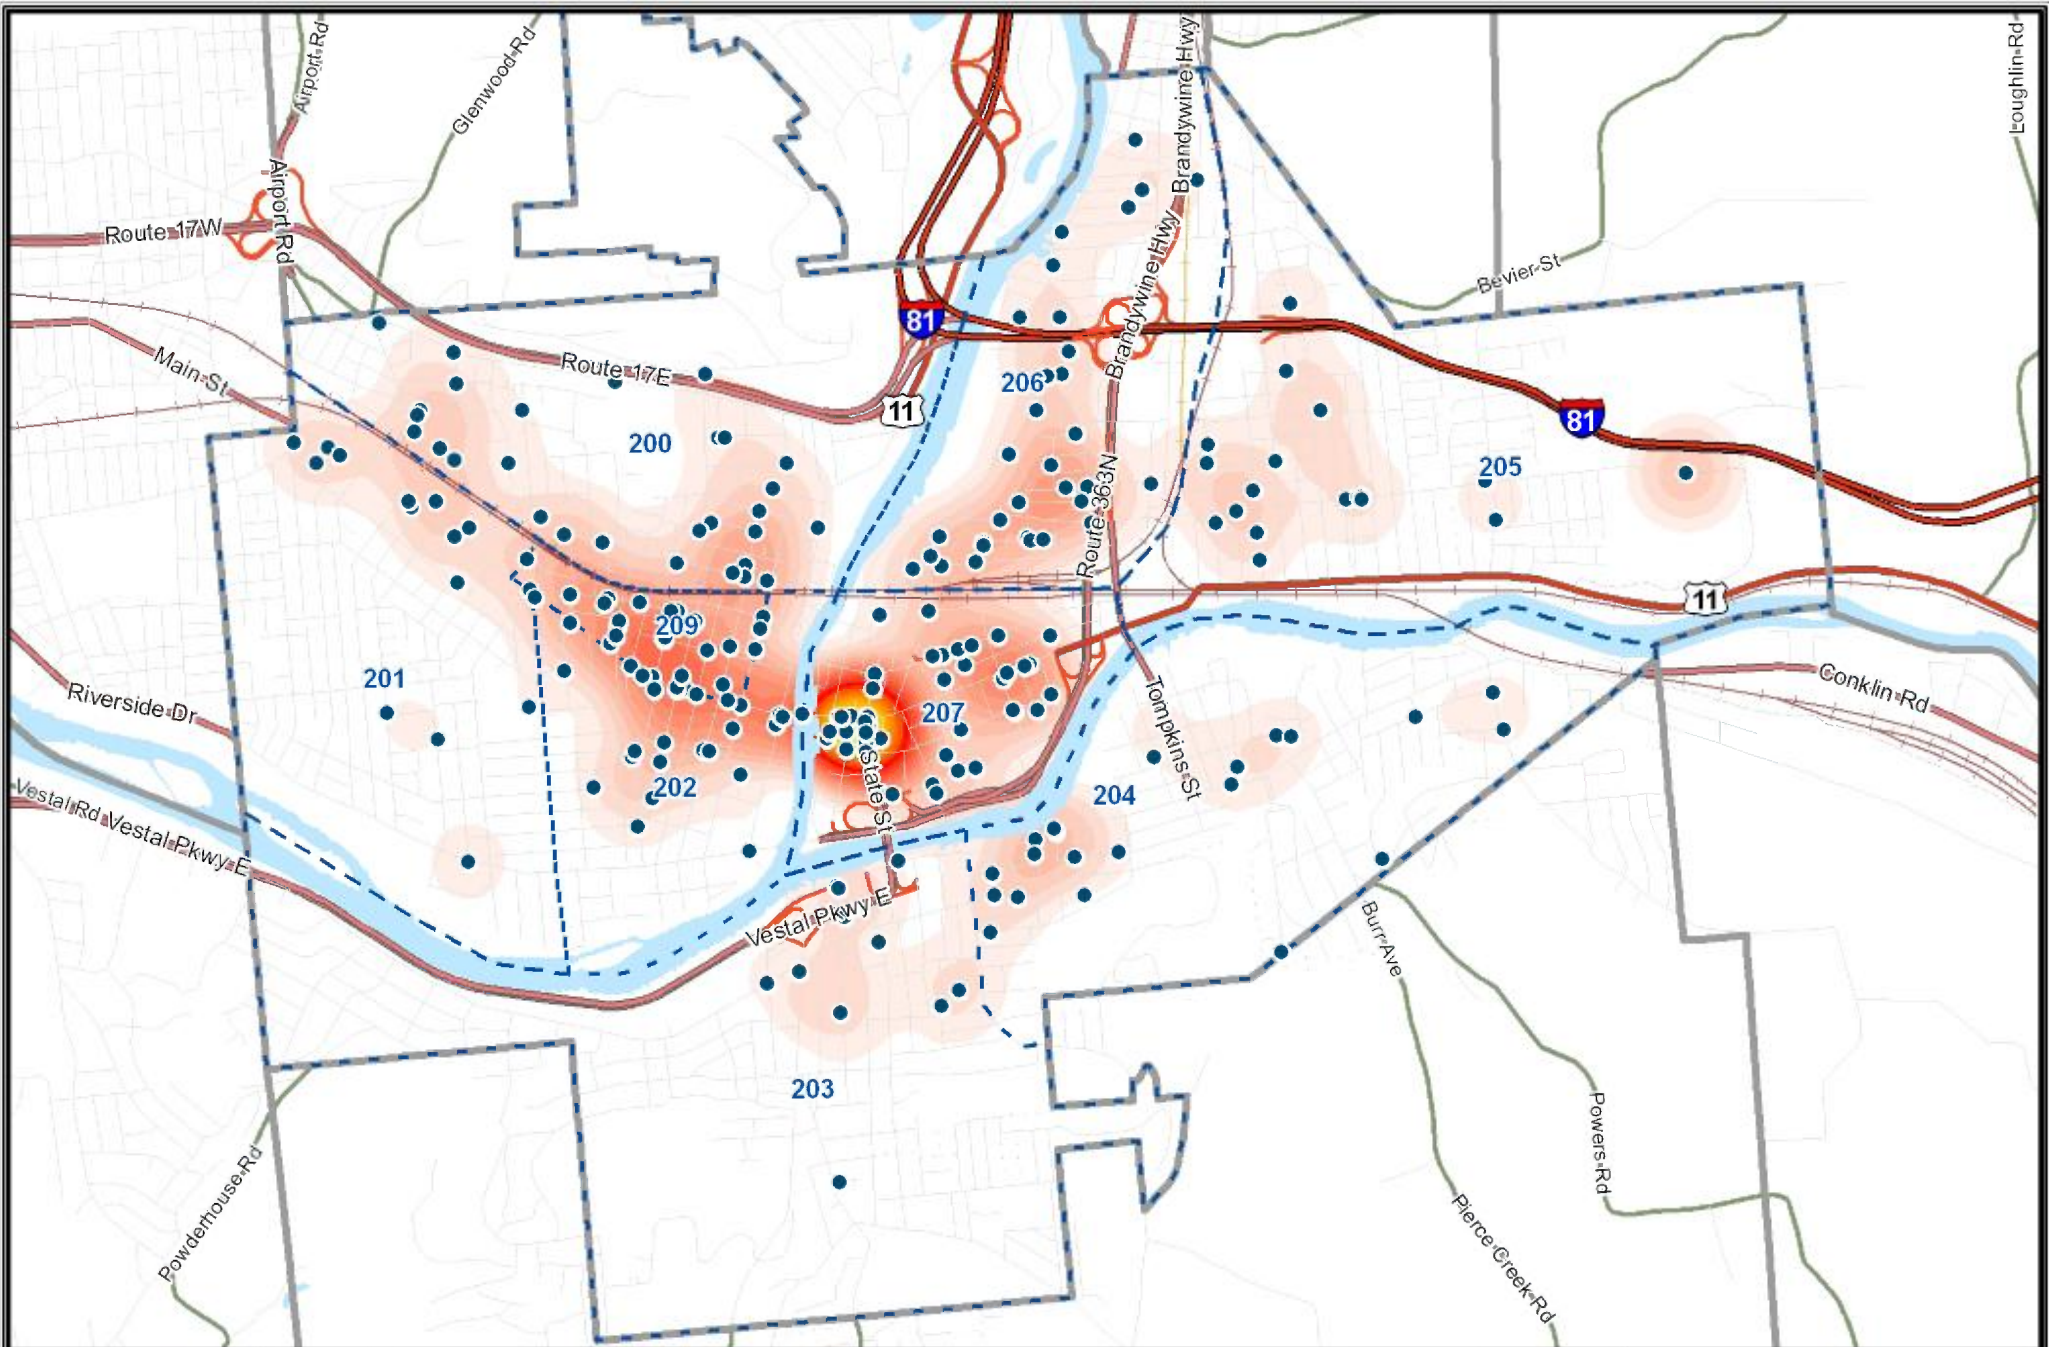 Airport Rd
Glenwood-Rd
Brandywine Hwy
Loughlin-Rd
Airport Rd
Route 17W
Brandywine Hwy
Bevier-St
81
Main-St
Route 17E
Brandywine Hwy
206
11
81
200
205
Route-363N
11
209
201
Riverside Dr
207
Tompkins-St
Conklin-Rd
State-St
202
204
Vestal-Rd
Vestal-Pkwy-E
Vestal Pkwy E
Burr-Ave
203
Powderhouse-Rd
Powers-Rd
Pierce-Creek-Rd